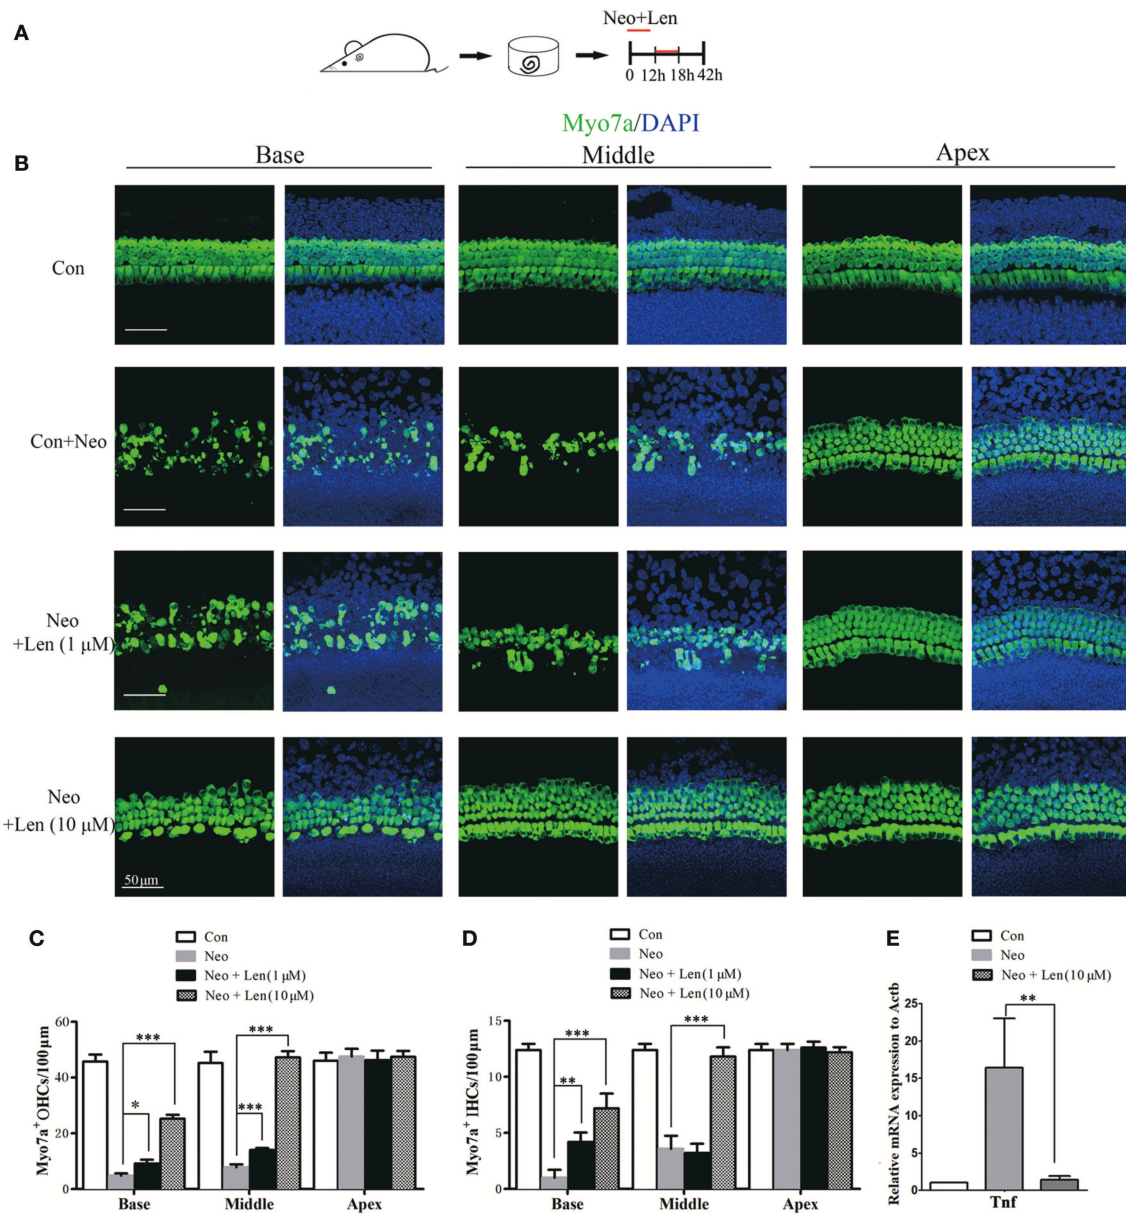 A
Neo+Len
0 12h 18h 42h
Myo7a/DAPI
B
Base
Middle
Apex
Con
Con+Neo
Neo
+Len (1 μM)
Neo
+Len (10 μM)
50 μm
C
Con
Neo
Neo + Len(1 μM)
Neo + Len(10 μM)
Myo7a+ OHCs/100μm
60
40
20
0
***
*
***
***
Base Middle Apex
D
Con
Neo
Neo + Len(1 μM)
Neo + Len(10 μM)
Myo7a+ IHCs/100μm
15
10
5
0
***
**
***
Base Middle Apex
E
Con
Neo
Neo + Len(10 μM)
Relative mRNA expression to Actb
25
20
15
10
5
0
**
Tnf